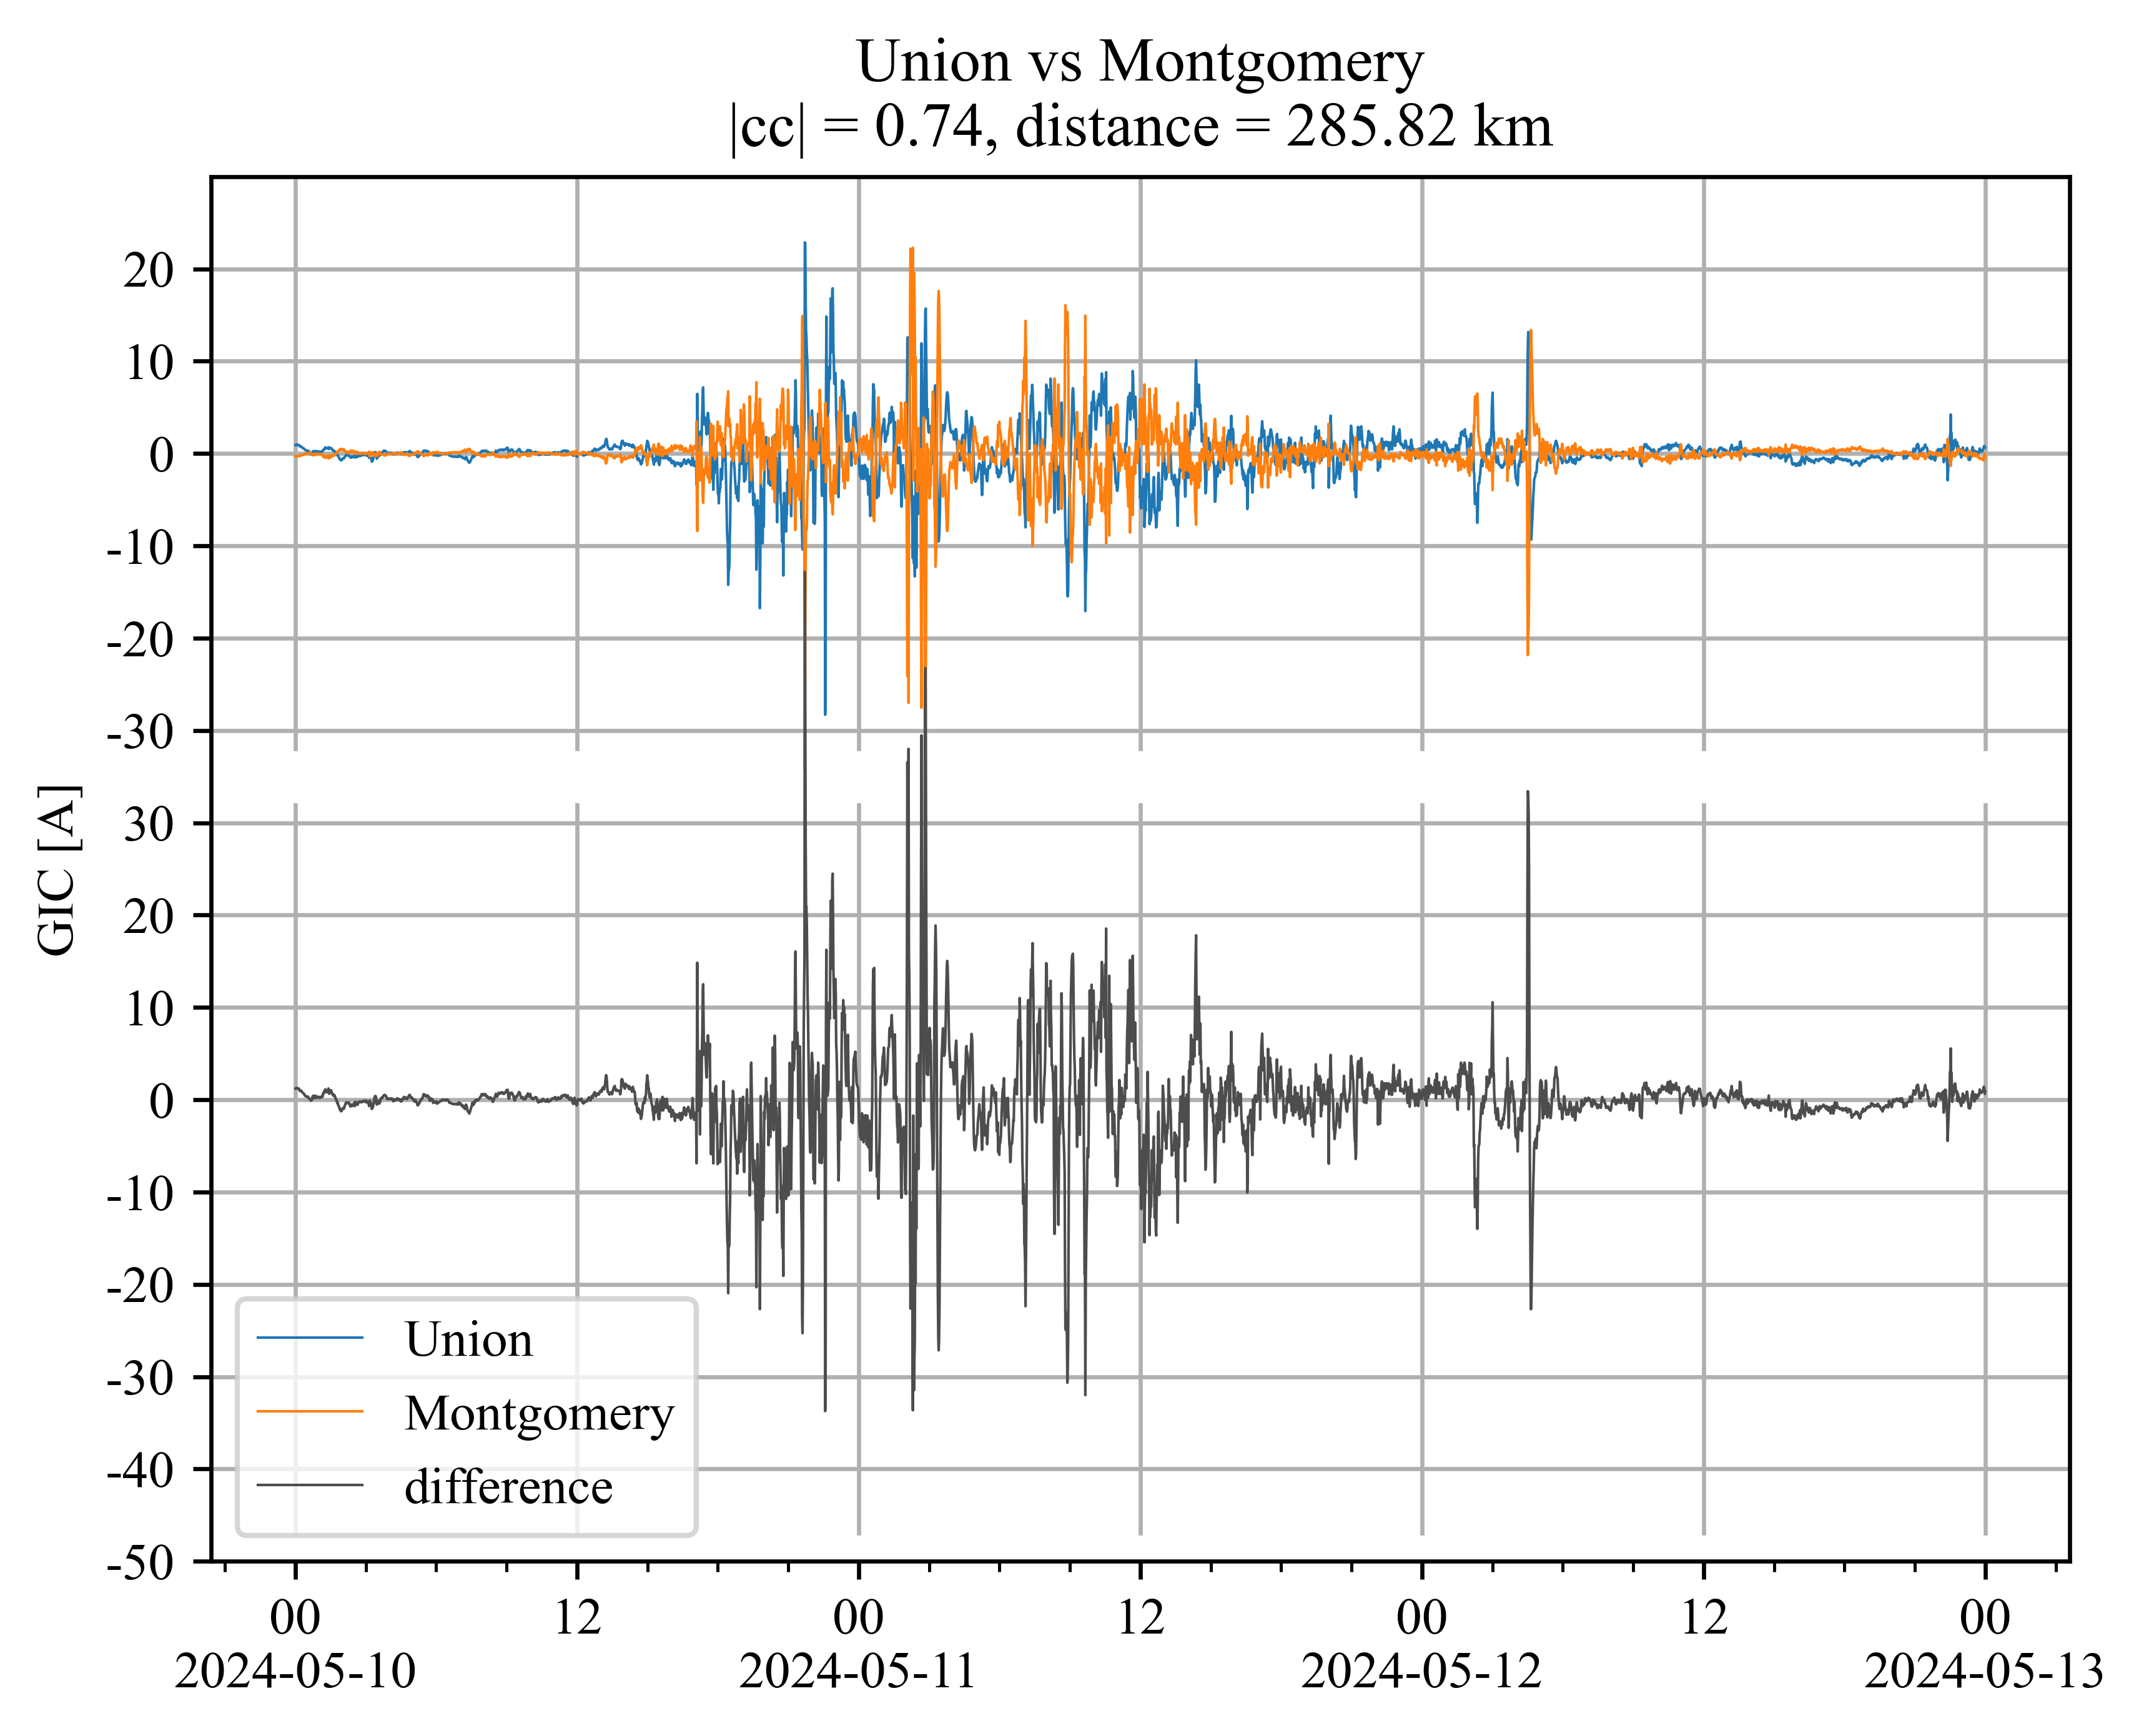 Union vs Montgomery
|cc| = 0.74, distance = 285.82 km
20
10
0
-10
-20
-30
30
20
10
0
-10
-20
-30
-40
-50
GIC [A]
Union
Montgomery
difference
00 12 00 12 00 12 00
2024-05-10 2024-05-11 2024-05-12 2024-05-13